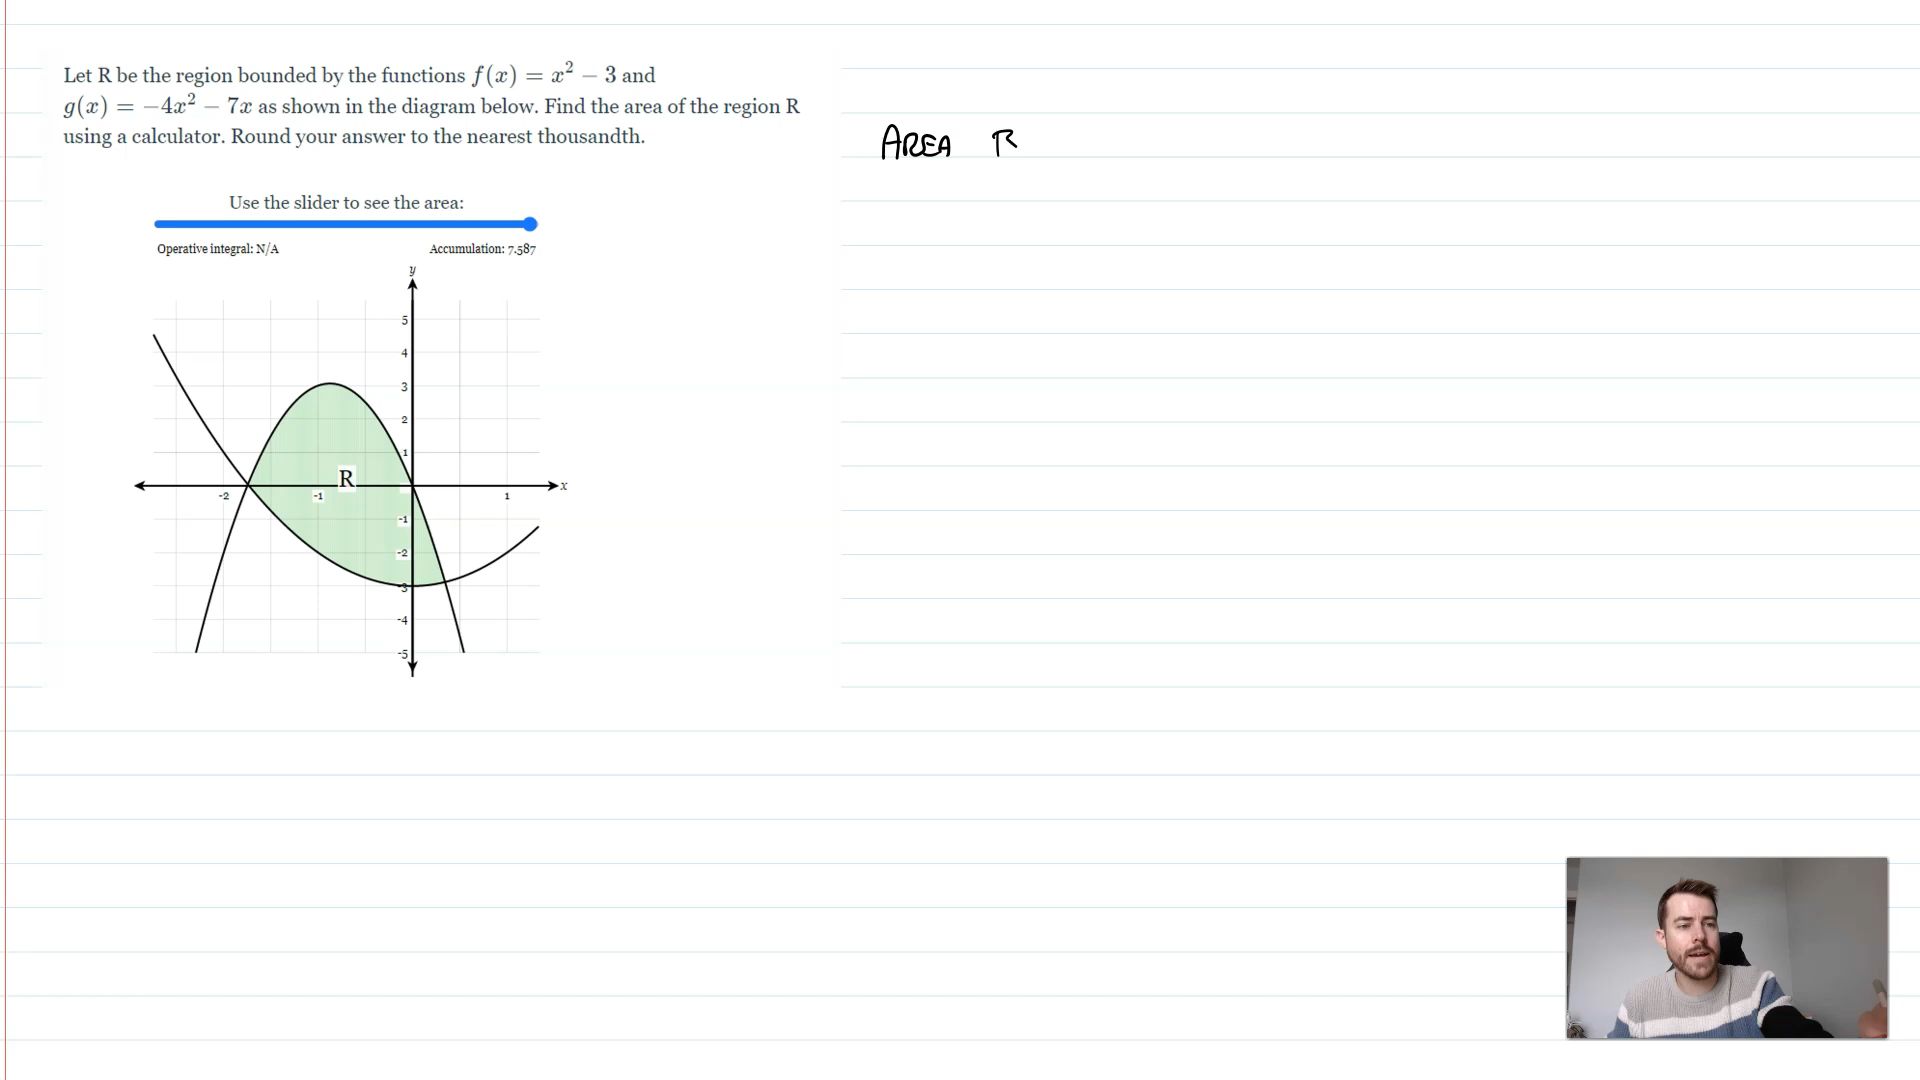 Let R be the region bounded by the functions f(x) = x² − 3 and
g(x) = −4x² − 7x as shown in the diagram below. Find the area of the region R
using a calculator. Round your answer to the nearest thousandth.
AREA R
Use the slider to see the area:
Operative integral: N/A Accumulation: 7.587
y
5
4
3
2
1
R
x
-2 -1 1
-1
-2
-3
-4
-5